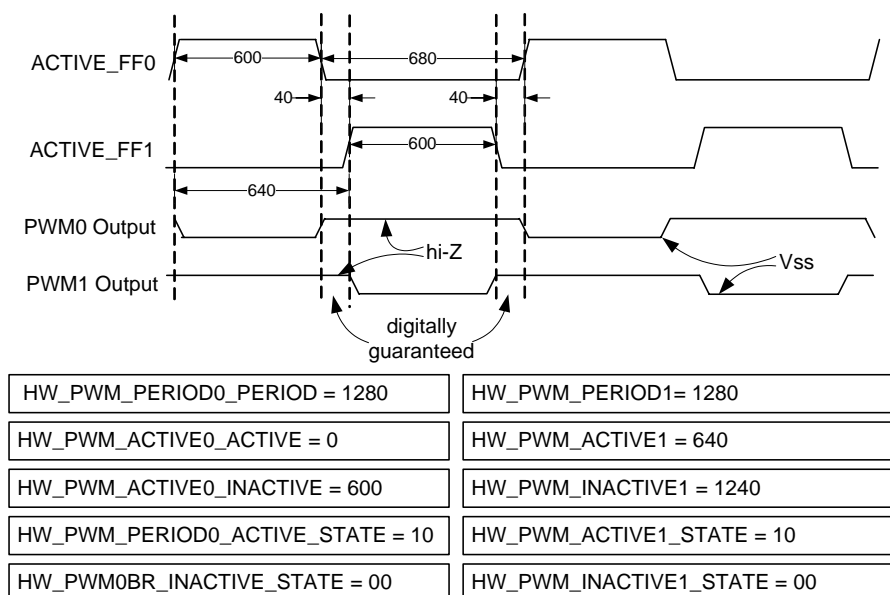 ACTIVE_FF0
600
680
40
40
ACTIVE_FF1
600
640
PWM0 Output
hi-Z
Vss
PWM1 Output
digitally
guaranteed
HW_PWM_PERIOD0_PERIOD = 1280
HW_PWM_PERIOD1= 1280
HW_PWM_ACTIVE0_ACTIVE = 0
HW_PWM_ACTIVE1 = 640
HW_PWM_ACTIVE0_INACTIVE = 600
HW_PWM_INACTIVE1 = 1240
HW_PWM_PERIOD0_ACTIVE_STATE = 10
HW_PWM_ACTIVE1_STATE = 10
HW_PWM0BR_INACTIVE_STATE = 00
HW_PWM_INACTIVE1_STATE = 00